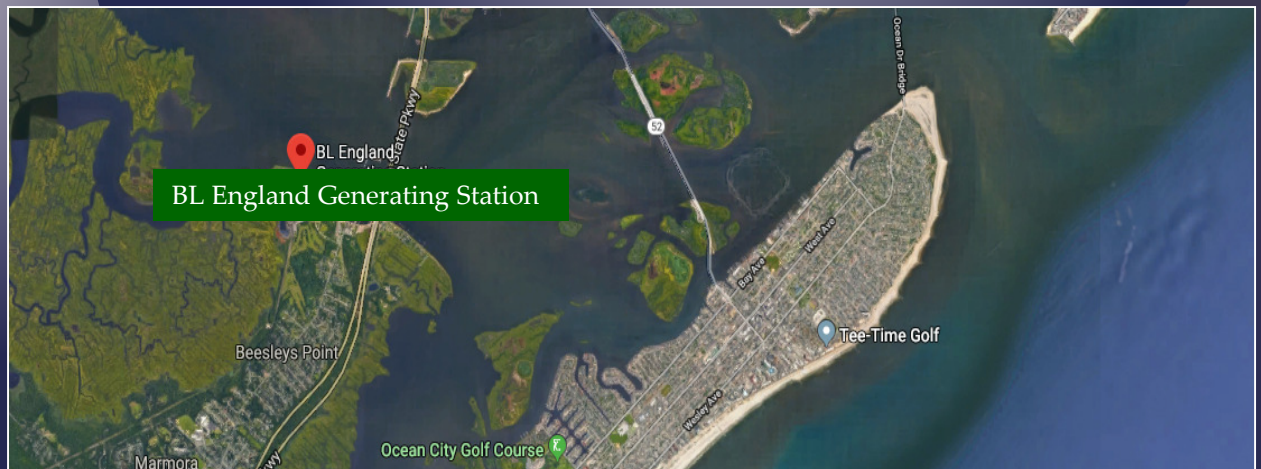 Ocean Dr Bridge
State Pkwy
52
BL England
BL England Generating Station
West Ave
Bay Ave
Tee-Time Golf
Beesleys Point
Wesley Ave
Ocean City Golf Course
Marmora